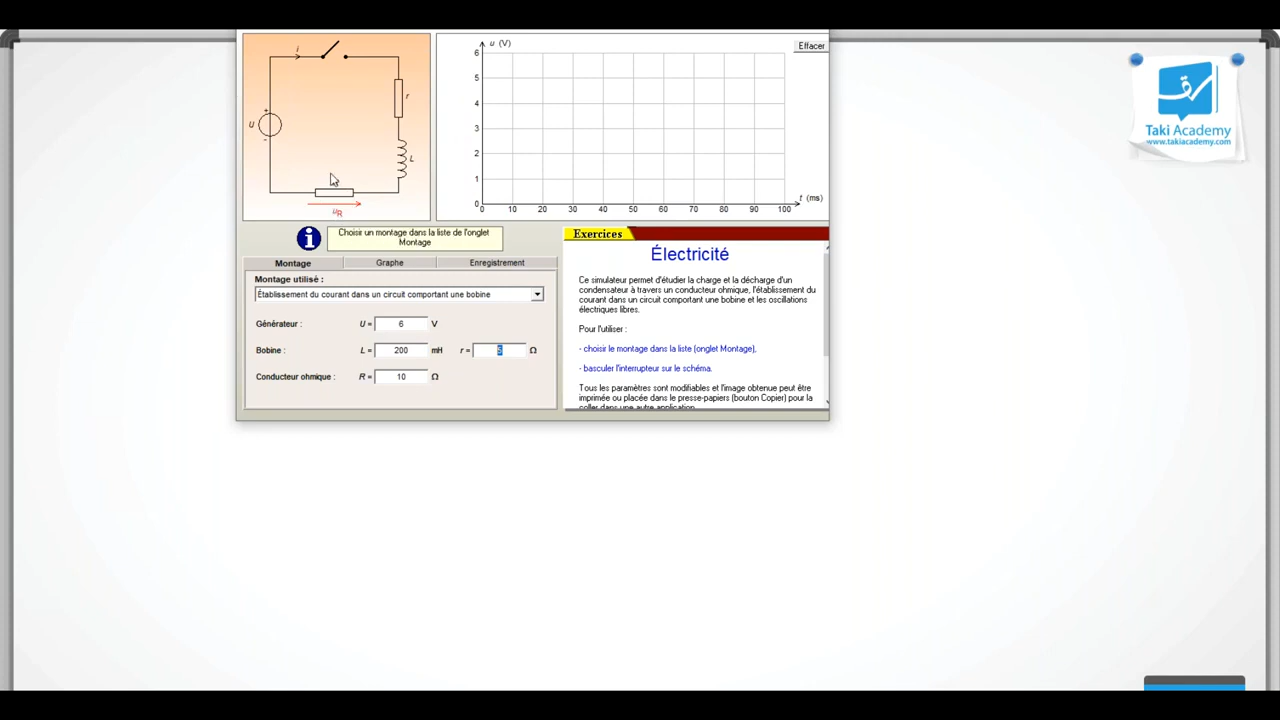 i
r
U
+
-
L
uR
u (V)
Effacer
6
5
4
3
2
1
0
0 10 20 30 40 50 60 70 80 90 100
t (ms)
Taki Academy
www.takiacademy.com
i
Choisir un montage dans la liste de l'onglet
Montage
Montage Graphe Enregistrement
Montage utilisé :
Établissement du courant dans un circuit comportant une bobine
Générateur : U = 6 V
Bobine : L = 200 mH r = 5 Ω
Conducteur ohmique : R = 10 Ω
Exercices
Électricité
Ce simulateur permet d'étudier la charge et la décharge d'un
condensateur à travers un conducteur ohmique, l'établissement du
courant dans un circuit comportant une bobine et les oscillations
électriques libres.
Pour l'utiliser :
- choisir le montage dans la liste (onglet Montage),
- basculer l'interrupteur sur le schéma.
Tous les paramètres sont modifiables et l'image obtenue peut être
imprimée ou placée dans le presse-papiers (bouton Copier) pour la
coller dans une autre application.